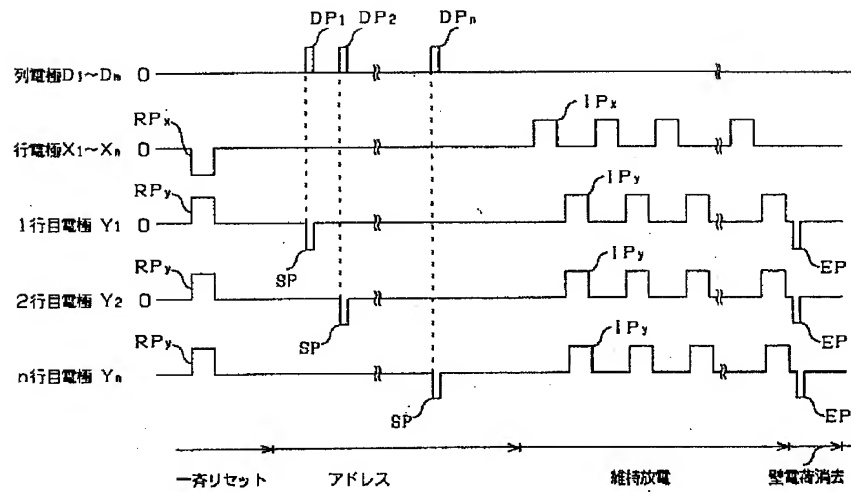 DP1 DP2 DPn
列電極D1~Dm 0
RPx IPx
行電極X1~Xn 0
RPy IPy
1行目電極 Y1 0
SP EP
RPy IPy
2行目電極 Y2 0
SP EP
RPy IPy
n行目電極 Yn
SP EP
一斉リセット アドレス 維持放電 壁電荷消去